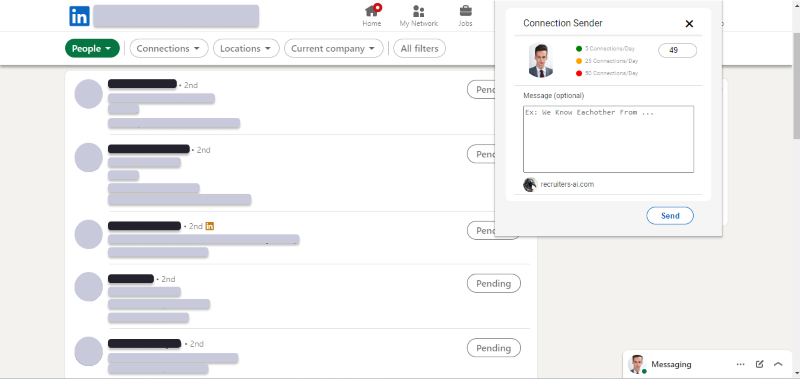 in
Home
My Network
Jobs
People
Connections
Locations
Current company
All filters
Connection Sender
5 Connections/Day
25 Connections/Day
50 Connections/Day
49
Message (optional)
Ex: We Know Eachother From ...
recruiters-ai.com
Send
• 2nd
Pend
• 2nd
Pend
• 2nd in
Pending
• 2nd
Pending
• 2nd
Pending
Messaging